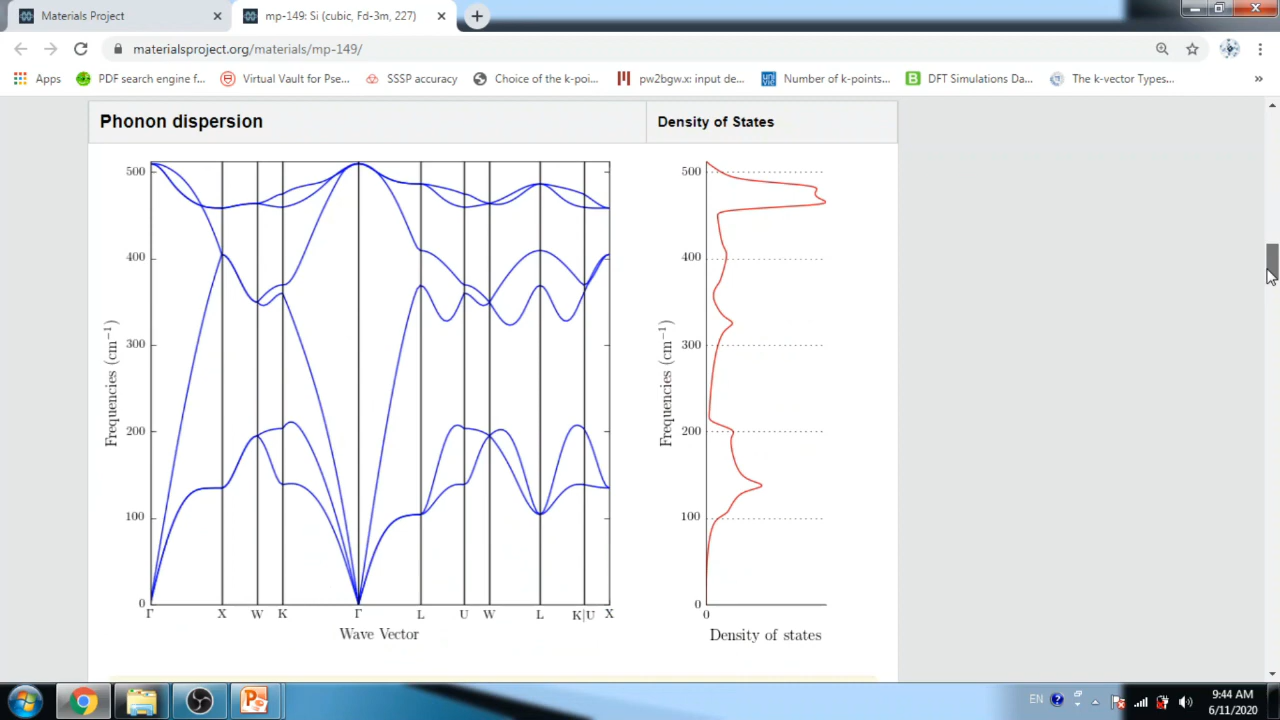 Materials Project
mp-149: Si (cubic, Fd-3m, 227)
materialsproject.org/materials/mp-149/
Apps
PDF search engine f...
Virtual Vault for Pse...
SSSP accuracy
Choice of the k-poi...
pw2bgw.x: input de...
Number of k-points...
DFT Simulations Da...
The k-vector Types...
»
Phonon dispersion
Density of States
500
400
300
200
100
0
Frequencies (cm⁻¹)
Γ X W K Γ L U W L K|U X
Wave Vector
500
400
300
200
100
0
Frequencies (cm⁻¹)
0
Density of states
EN
9:44 AM
6/11/2020